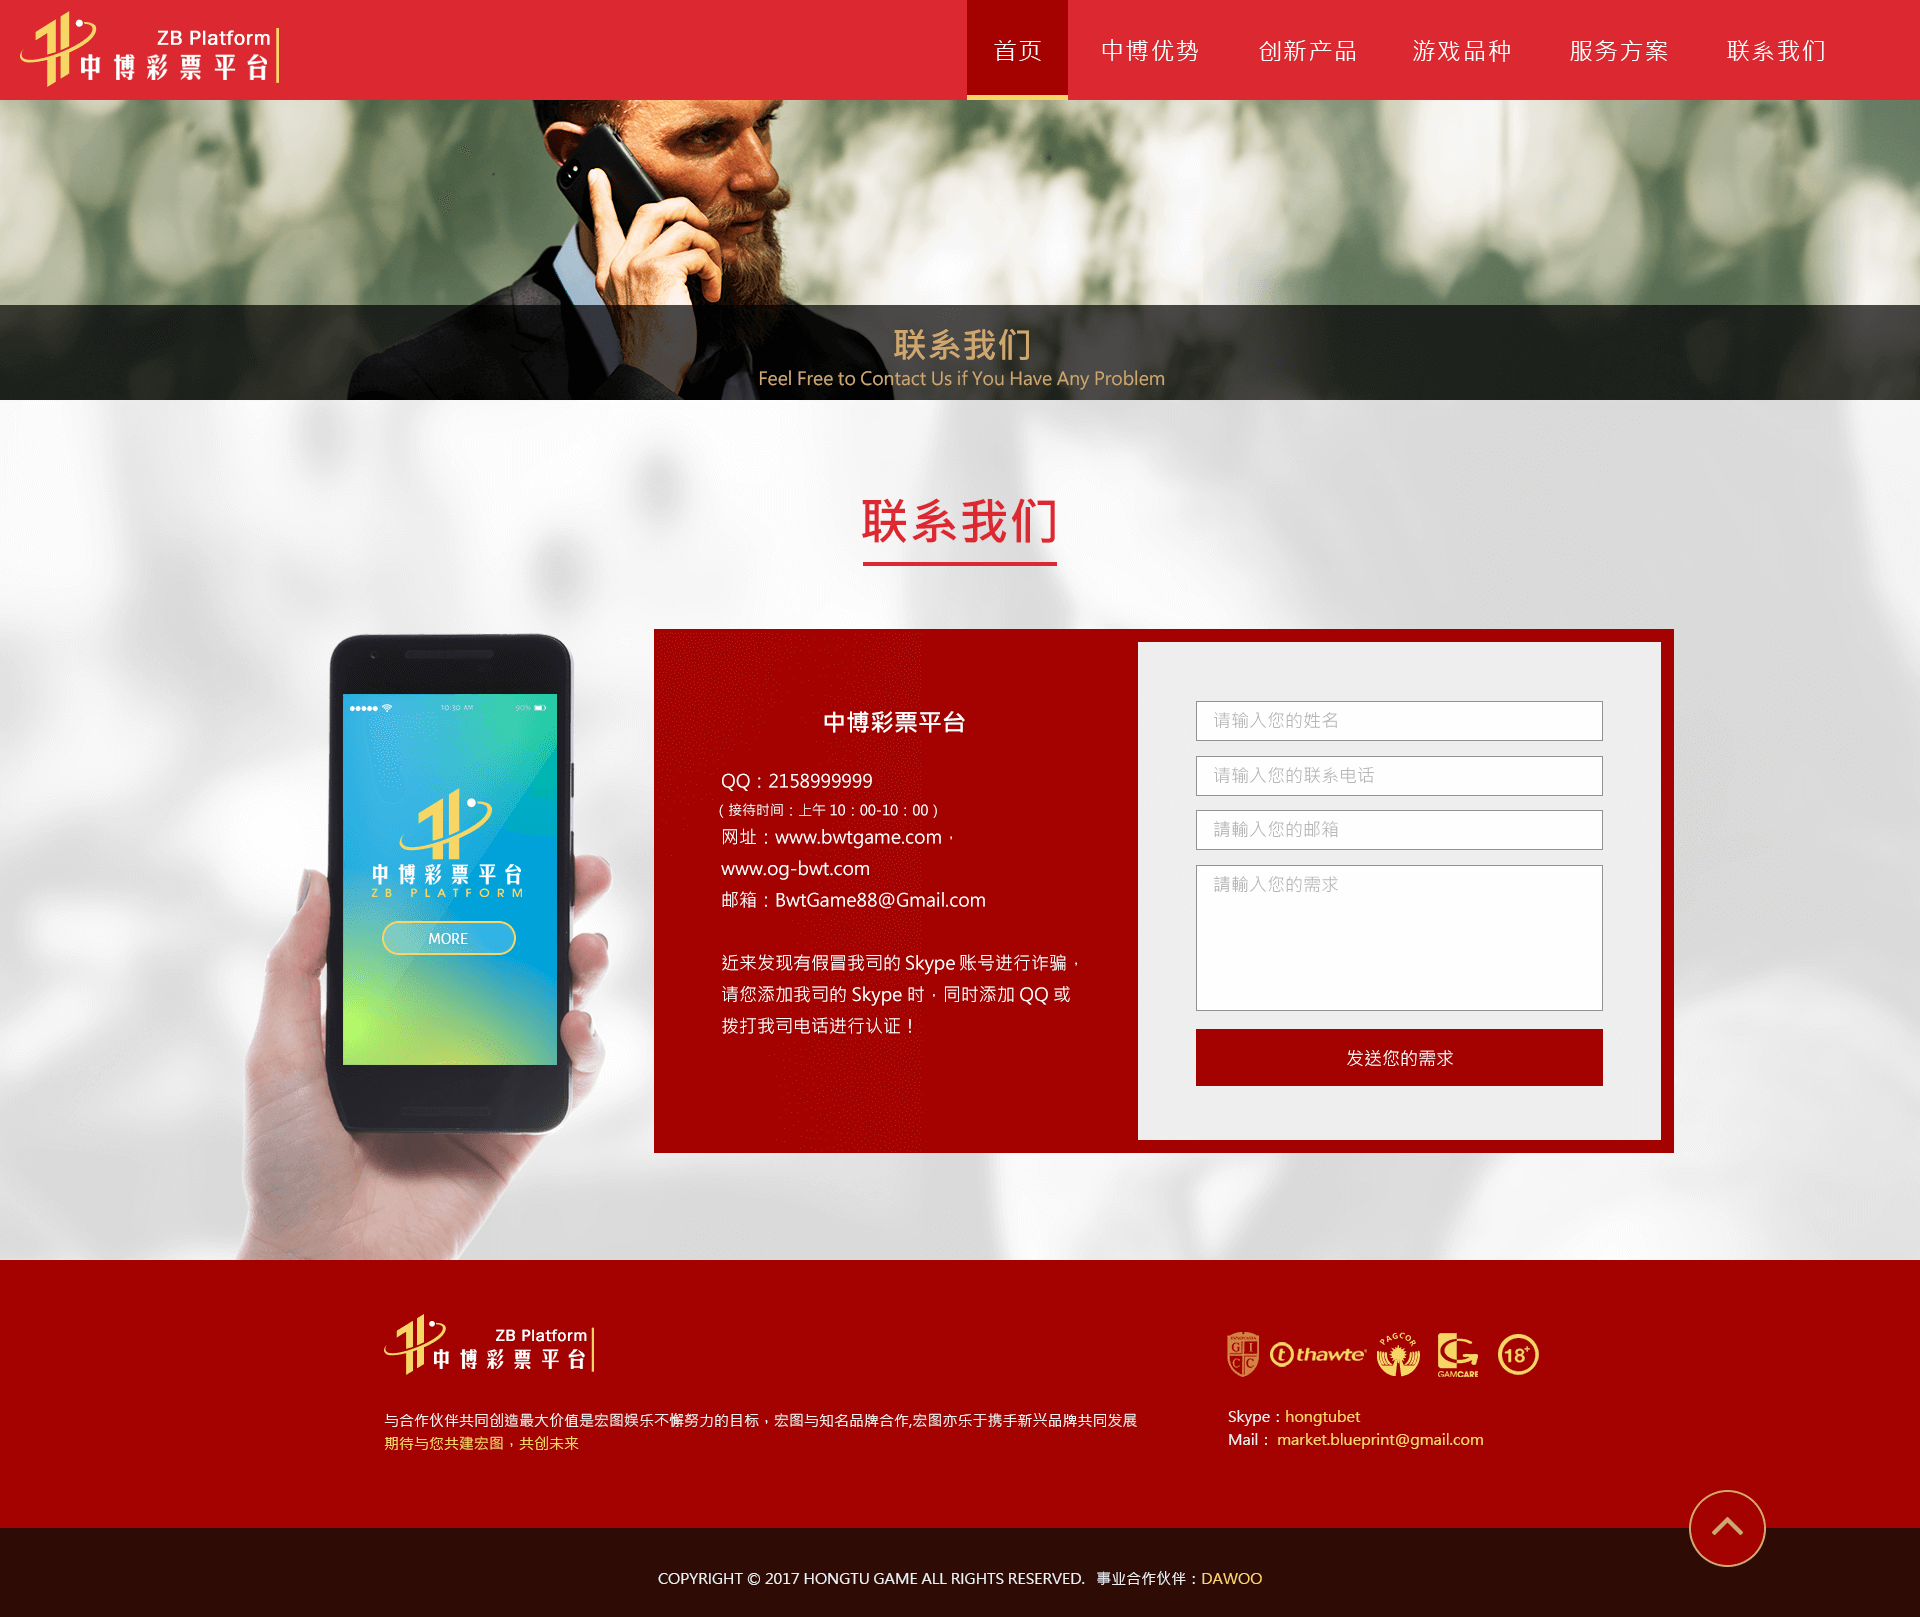 ZB Platform
中博彩票平台
首页
中博优势
创新产品
游戏品种
服务方案
联系我们
联系我们
Feel Free to Contact Us if You Have Any Problem
联系我们
10:30 AM
90%
中博彩票平台
ZB PLATFORM
MORE
中博彩票平台
QQ：2158999999
（接待时间：上午 10：00-10：00）
网址：www.bwtgame.com，
www.og-bwt.com
邮箱：BwtGame88@Gmail.com
近来发现有假冒我司的 Skype 账号进行诈骗，
请您添加我司的 Skype 时，同时添加 QQ 或
拨打我司电话进行认证！
请输入您的姓名
请输入您的联系电话
請輸入您的邮箱
請輸入您的需求
发送您的需求
ZB Platform
中博彩票平台
与合作伙伴共同创造最大价值是宏图娱乐不懈努力的目标，宏图与知名品牌合作,宏图亦乐于携手新兴品牌共同发展
期待与您共建宏图，共创未来
GICC
thawte
PAGCOR
GAMCARE
18+
Skype：hongtubet
Mail： market.blueprint@gmail.com
COPYRIGHT © 2017 HONGTU GAME ALL RIGHTS RESERVED. 事业合作伙伴：DAWOO